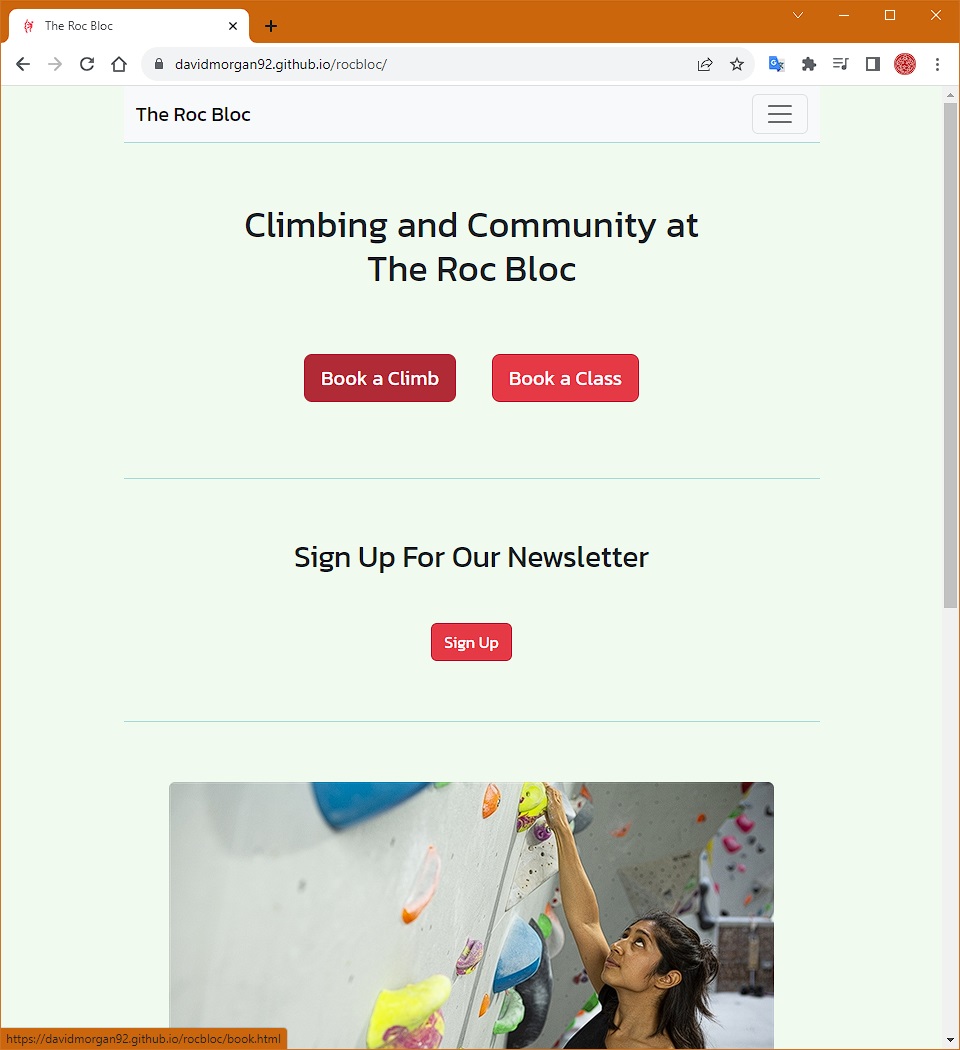 The Roc Bloc
davidmorgan92.github.io/rocbloc/
The Roc Bloc
Climbing and Community at
The Roc Bloc
Book a Climb
Book a Class
Sign Up For Our Newsletter
Sign Up
https://davidmorgan92.github.io/rocbloc/book.html